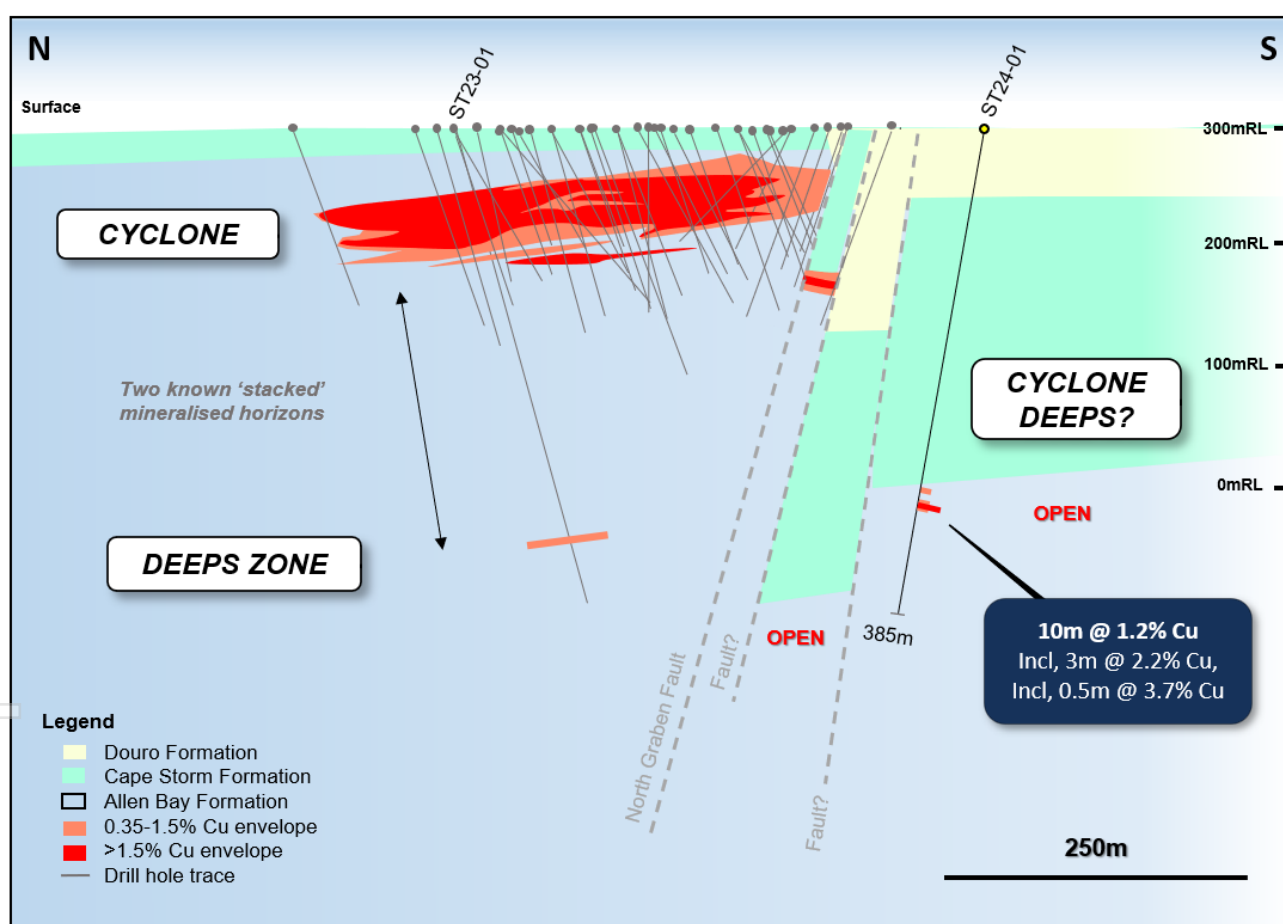 N
S
ST23-01
ST24-01
Surface
300mRL
CYCLONE
200mRL
100mRL
Two known ‘stacked’
mineralised horizons
CYCLONE
DEEPS?
0mRL
OPEN
DEEPS ZONE
10m @ 1.2% Cu
Incl, 3m @ 2.2% Cu,
Incl, 0.5m @ 3.7% Cu
OPEN
385m
North Graben Fault
Fault?
Fault?
Legend
Douro Formation
Cape Storm Formation
Allen Bay Formation
0.35-1.5% Cu envelope
>1.5% Cu envelope
Drill hole trace
250m